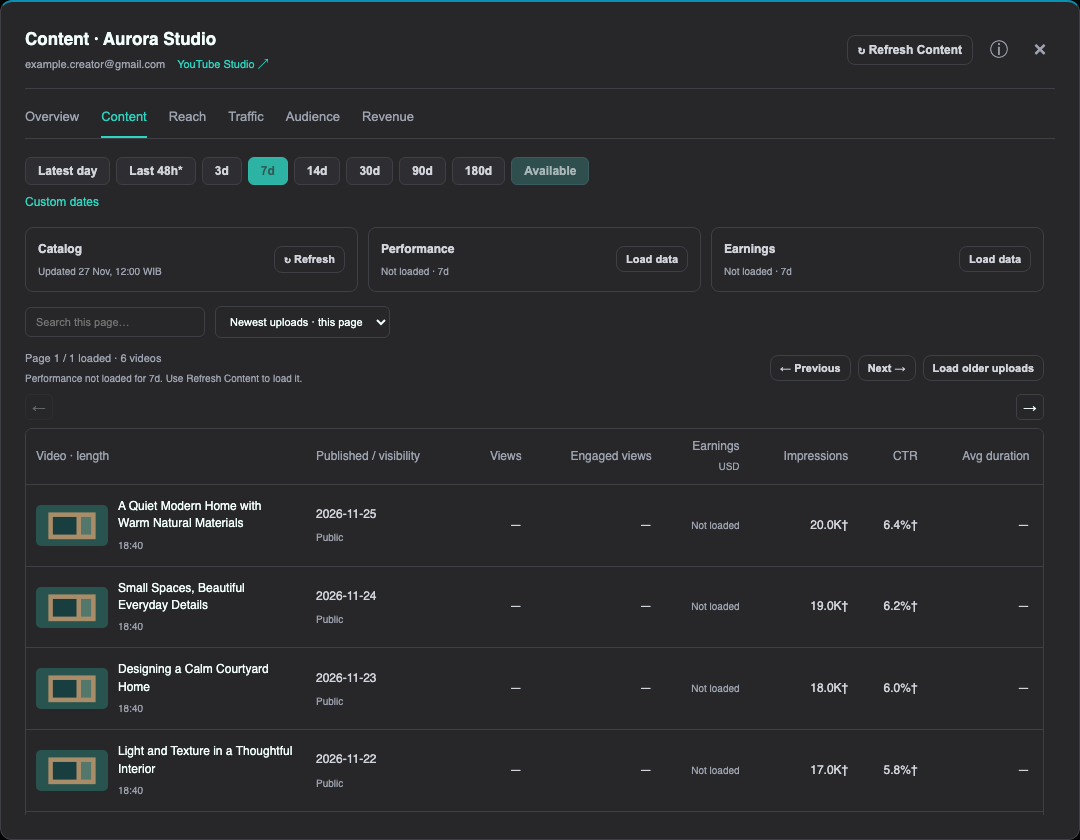 Content · Aurora Studio
example.creator@gmail.com YouTube Studio ↗
↻ Refresh Content ⓘ ×
Overview Content Reach Traffic Audience Revenue
Latest day Last 48h* 3d 7d 14d 30d 90d 180d Available
Custom dates
Catalog
Updated 27 Nov, 12:00 WIB
↻ Refresh
Performance
Not loaded · 7d
Load data
Earnings
Not loaded · 7d
Load data
Search this page…
Newest uploads · this page
Page 1 / 1 loaded · 6 videos
Performance not loaded for 7d. Use Refresh Content to load it.
← Previous Next → Load older uploads
← →
Video · length Published / visibility Views Engaged views Earnings USD Impressions CTR Avg duration
A Quiet Modern Home with
Warm Natural Materials
18:40
2026-11-25
Public
— — Not loaded 20.0K† 6.4%† —
Small Spaces, Beautiful
Everyday Details
18:40
2026-11-24
Public
— — Not loaded 19.0K† 6.2%† —
Designing a Calm Courtyard
Home
18:40
2026-11-23
Public
— — Not loaded 18.0K† 6.0%† —
Light and Texture in a Thoughtful
Interior
18:40
2026-11-22
Public
— — Not loaded 17.0K† 5.8%† —